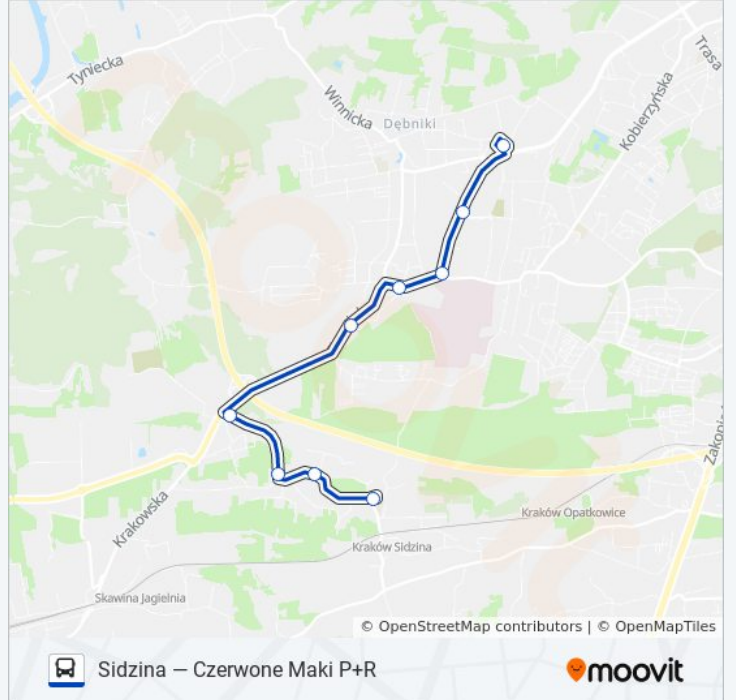 Tyniecka
Trasa
Winnicka
Dębniki
Kobierzyńska
Krakowska
Kraków Opatkowice
Kraków Sidzina
Skawina Jagielnia
© OpenStreetMap contributors | © OpenMapTiles
Sidzina — Czerwone Maki P+R
moovit